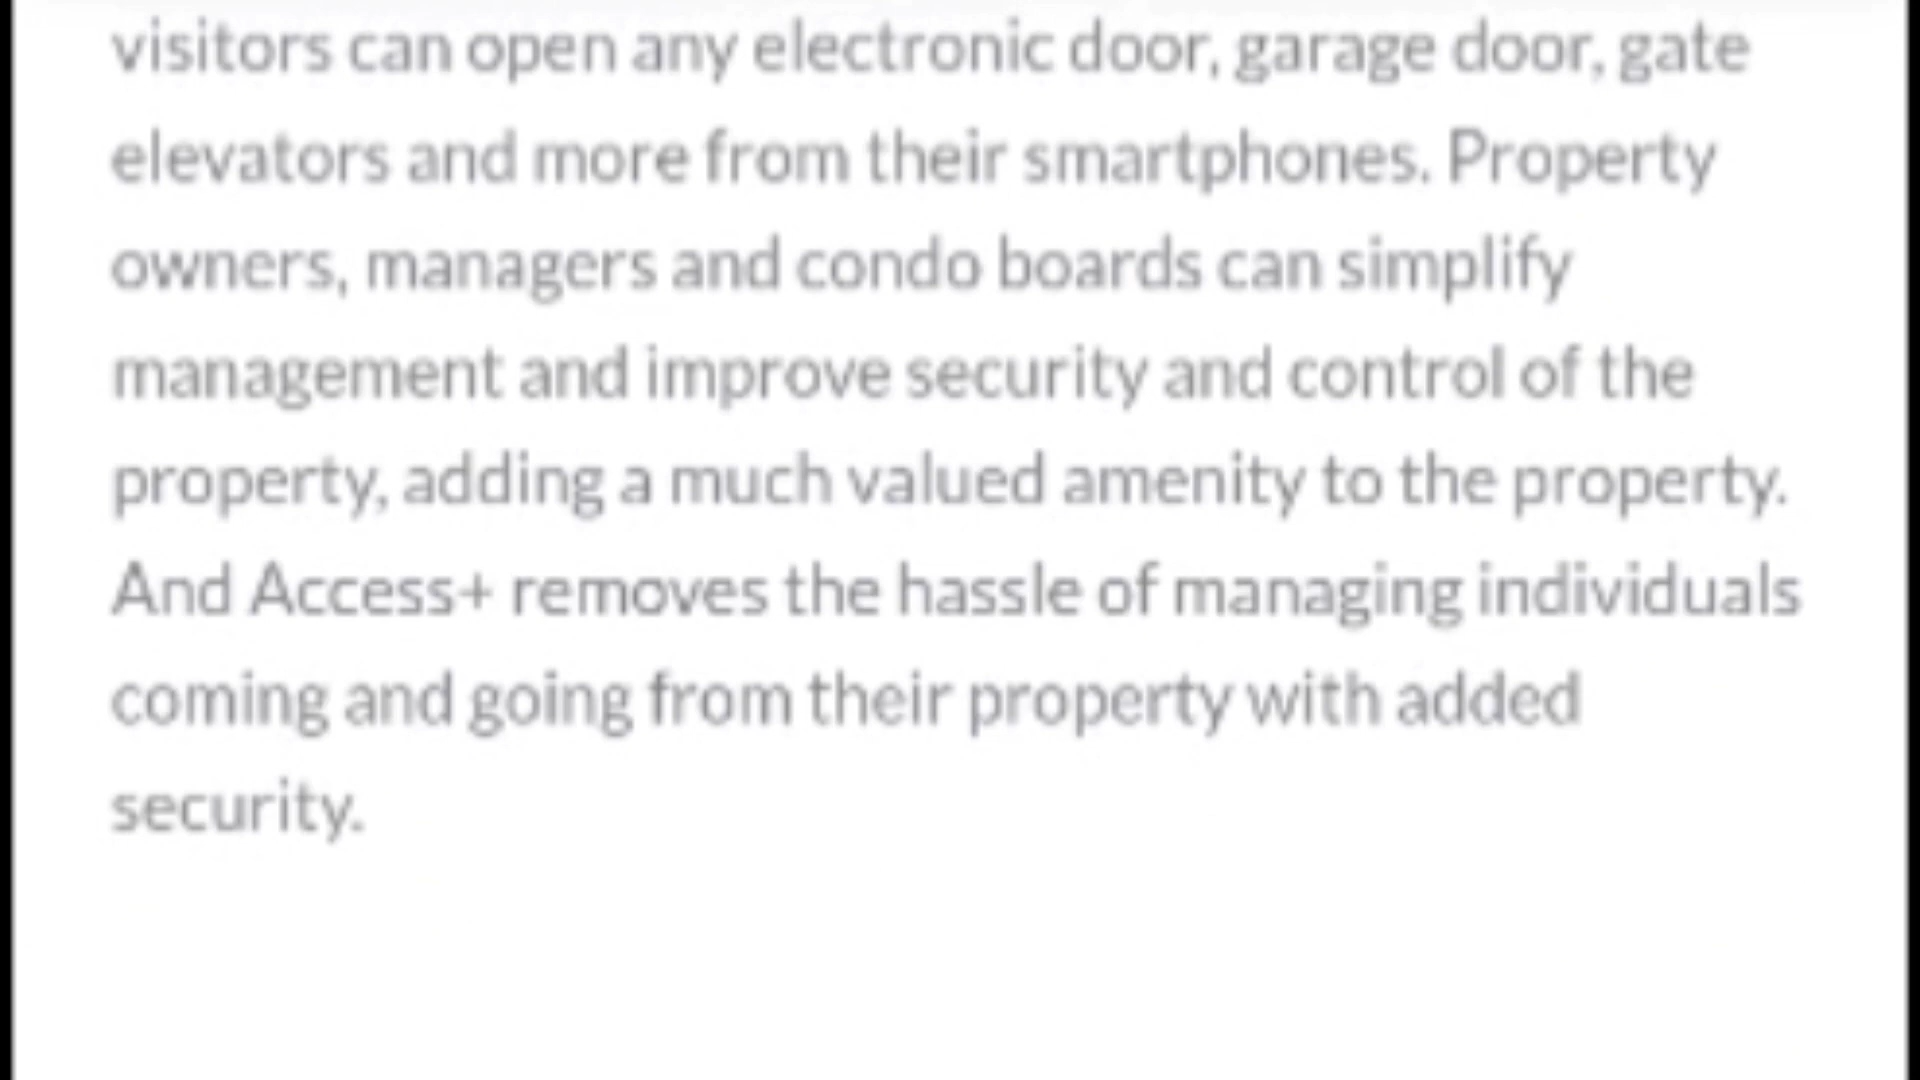 visitors can open any electronic door, garage door, gate
elevators and more from their smartphones. Property
owners, managers and condo boards can simplify
management and improve security and control of the
property, adding a much valued amenity to the property.
And Access+ removes the hassle of managing individuals
coming and going from their property with added
security.